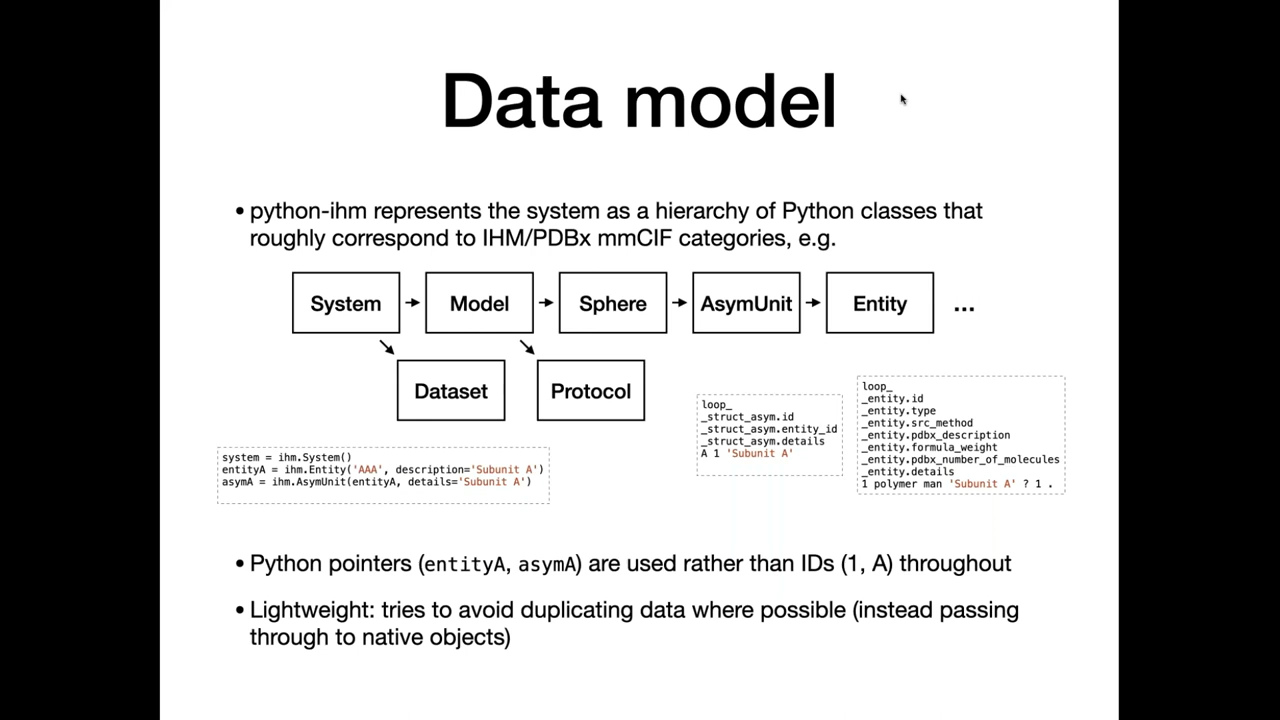 Data model
• python-ihm represents the system as a hierarchy of Python classes that
roughly correspond to IHM/PDBx mmCIF categories, e.g.
System
Model
Sphere
AsymUnit
Entity
...
Dataset
Protocol
system = ihm.System()
entityA = ihm.Entity('AAA', description='Subunit A')
asymA = ihm.AsymUnit(entityA, details='Subunit A')
loop_
_struct_asym.id
_struct_asym.entity_id
_struct_asym.details
A 1 'Subunit A'
loop_
_entity.id
_entity.type
_entity.src_method
_entity.pdbx_description
_entity.formula_weight
_entity.pdbx_number_of_molecules
_entity.details
1 polymer man 'Subunit A' ? 1 .
• Python pointers (entityA, asymA) are used rather than IDs (1, A) throughout
• Lightweight: tries to avoid duplicating data where possible (instead passing
through to native objects)